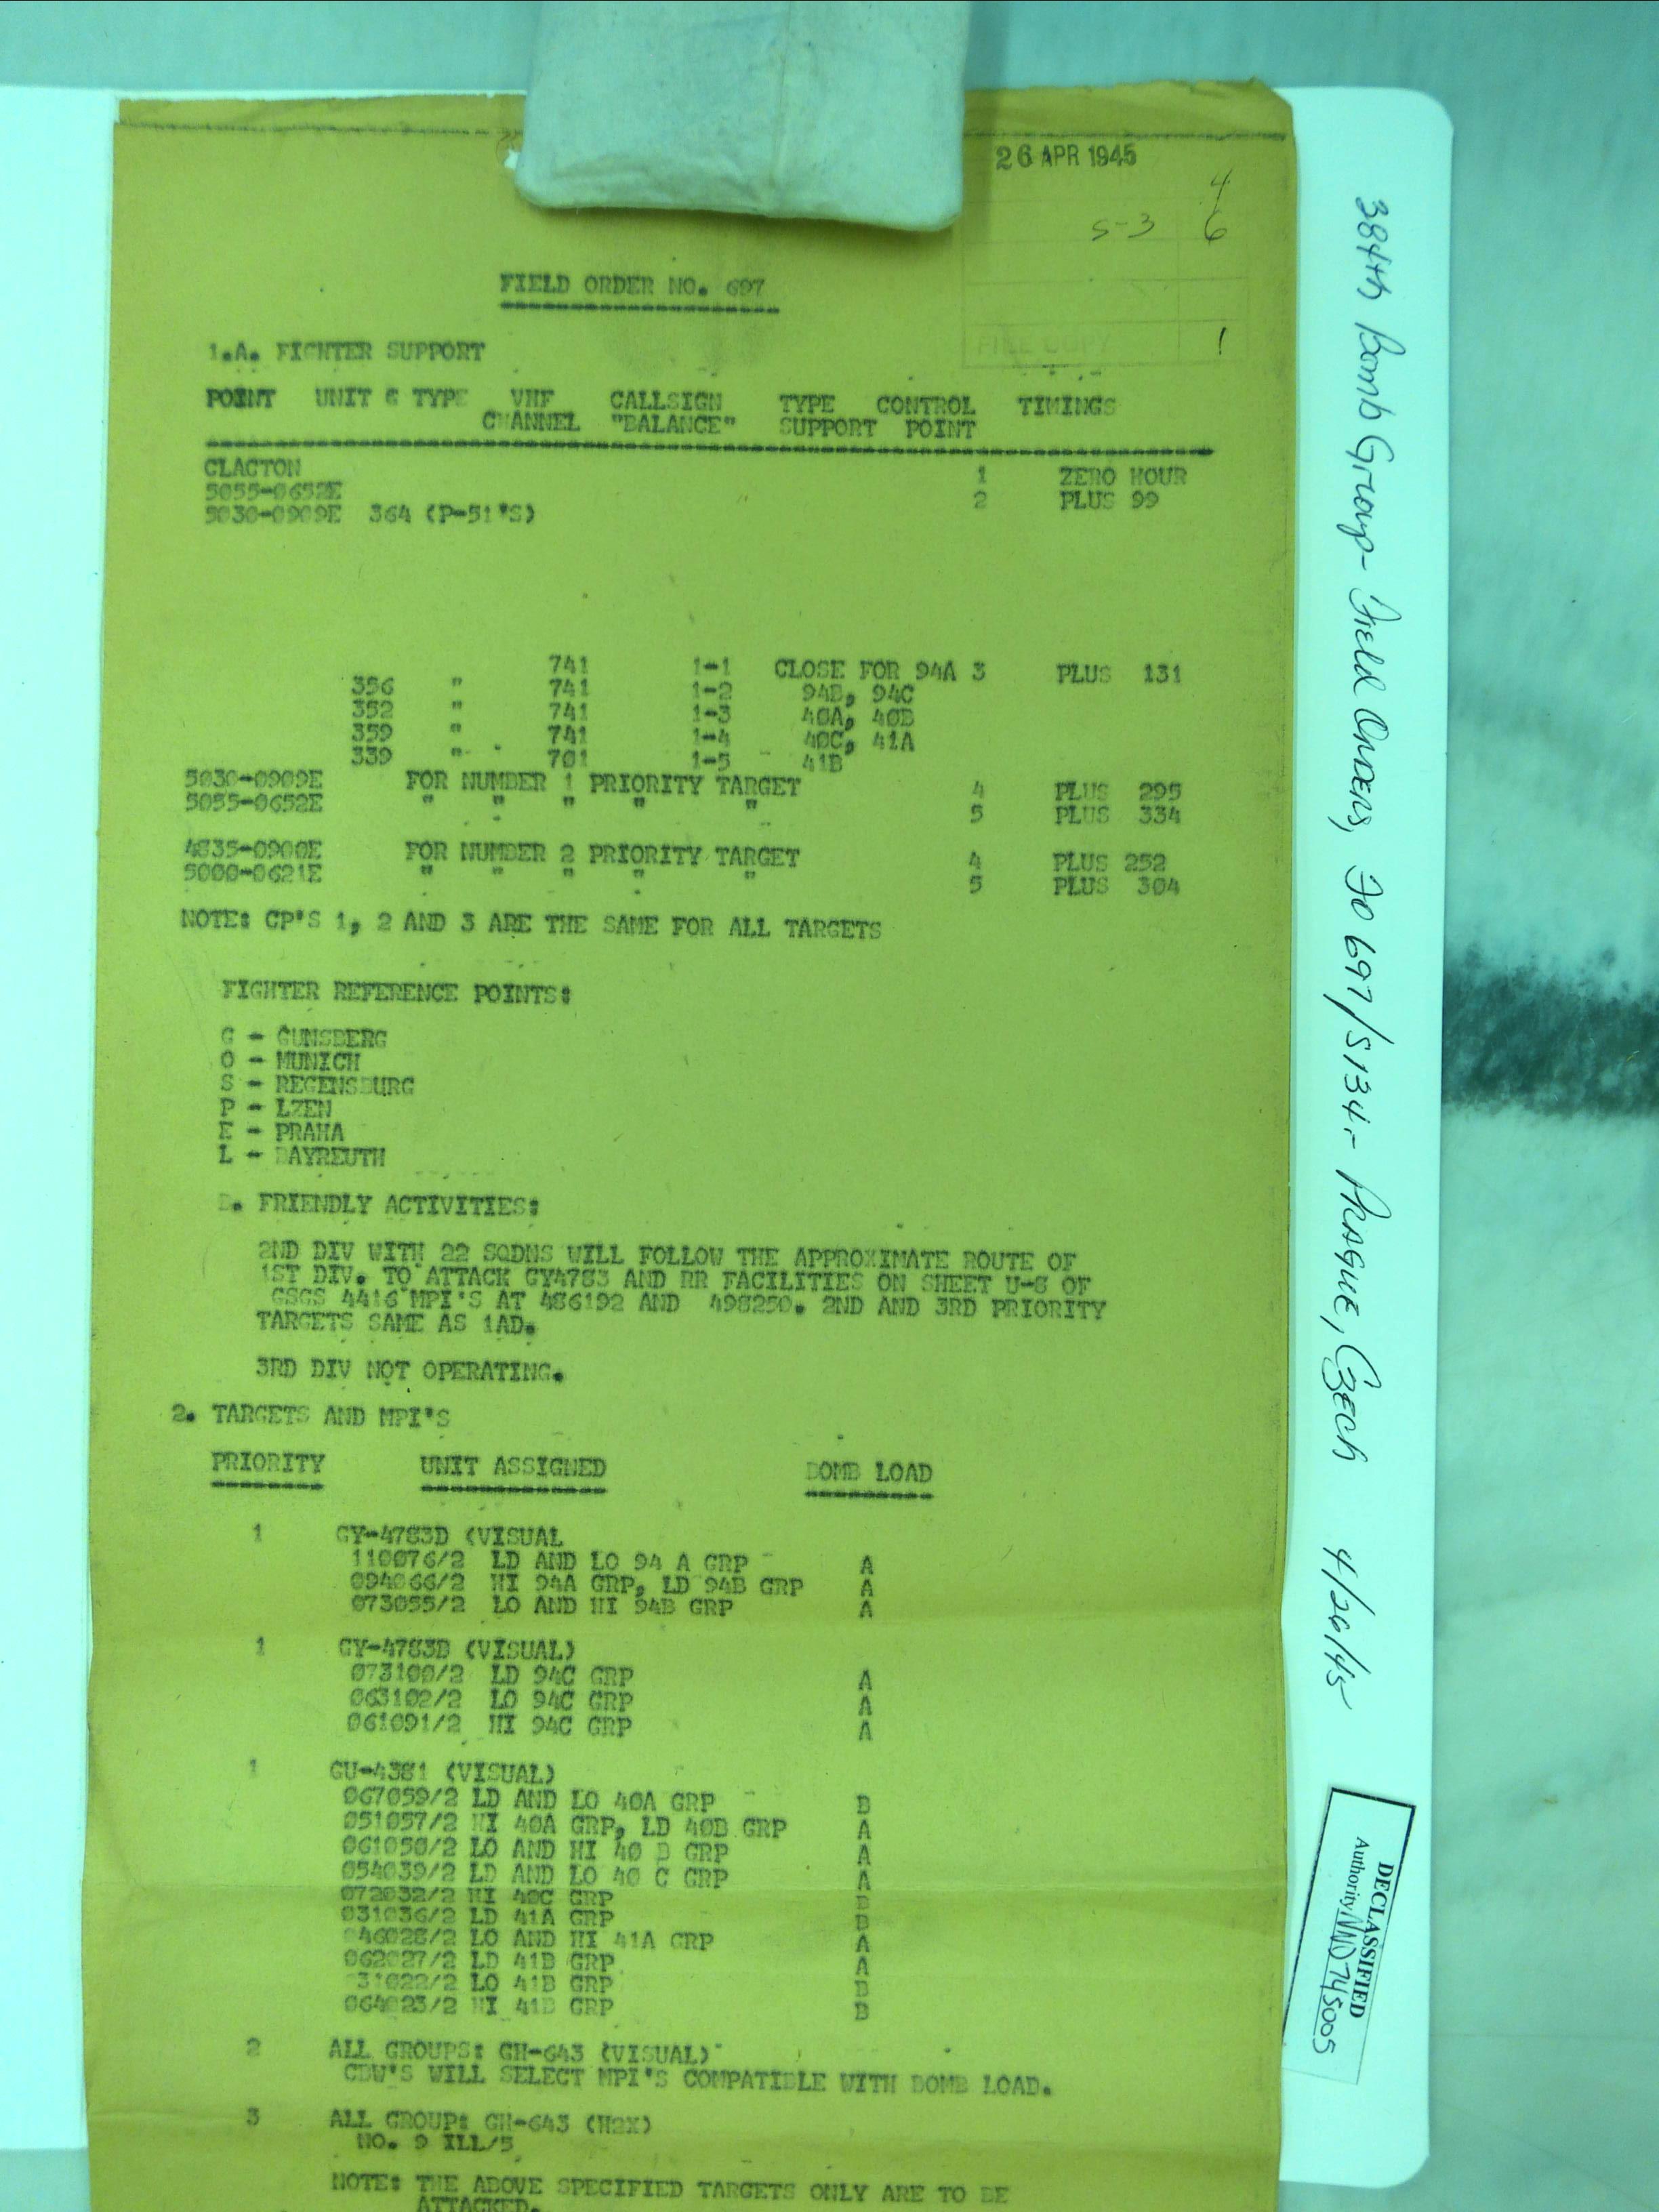 26 APR 1945
4
S-3 6
FILE COPY 1
FIELD ORDER NO. 697
1.A. FIGHTER SUPPORT
POINT UNIT & TYPE VHF CALLSIGN TYPE CONTROL TIMINGS
CHANNEL "BALANCE" SUPPORT POINT
CLACTON 1 ZERO HOUR
5055-0652E 2 PLUS 99
5030-0909E 364 (P-51'S)
741 1-1 CLOSE FOR 94A 3 PLUS 131
356 " 741 1-2 94B, 94C
352 " 741 1-3 40A, 40B
359 " 741 1-4 40C, 41A
339 " 701 1-5 41B
5030-0909E FOR NUMBER 1 PRIORITY TARGET 4 PLUS 295
5055-0652E " " " " " 5 PLUS 334
4835-0900E FOR NUMBER 2 PRIORITY TARGET 4 PLUS 252
5000-0621E " " " " " 5 PLUS 304
NOTE: CP'S 1, 2 AND 3 ARE THE SAME FOR ALL TARGETS
FIGHTER REFERENCE POINTS:
G - GUNSBERG
O - MUNICH
S - REGENSBURG
P - LZEN
E - PRAHA
L - BAYREUTH
B. FRIENDLY ACTIVITIES:
2ND DIV WITH 22 SQDNS WILL FOLLOW THE APPROXIMATE ROUTE OF
1ST DIV. TO ATTACK GY4783 AND RR FACILITIES ON SHEET U-8 OF
GSGS 4416 MPI'S AT 486192 AND 498250. 2ND AND 3RD PRIORITY
TARGETS SAME AS 1AD.
3RD DIV NOT OPERATING.
2. TARGETS AND MPI'S
PRIORITY UNIT ASSIGNED BOMB LOAD
1 GY-4783D (VISUAL
110076/2 LD AND LO 94 A GRP A
094066/2 HI 94A GRP, LD 94B GRP A
073055/2 LO AND HI 94B GRP A
1 GY-4783B (VISUAL)
073100/2 LD 94C GRP A
063102/2 LO 94C GRP A
061091/2 HI 94C GRP A
1 GU-4381 (VISUAL)
067059/2 LD AND LO 40A GRP B
051057/2 HI 40A GRP, LD 40B GRP A
061050/2 LO AND HI 40 B GRP A
054039/2 LD AND LO 40 C GRP A
072032/2 HI 40C GRP B
031036/2 LD 41A GRP B
046028/2 LO AND HI 41A GRP A
062027/2 LD 41B GRP A
31022/2 LO 41B GRP B
064023/2 HI 41B GRP B
2 ALL GROUPS: GH-643 (VISUAL)
CBW'S WILL SELECT MPI'S COMPATIBLE WITH BOMB LOAD.
3 ALL GROUP: GH-643 (H2X)
NO. 9 ILL/5
NOTE: THE ABOVE SPECIFIED TARGETS ONLY ARE TO BE
ATTACKED.
384th Bomb Group- Field Orders, FO 697/S134- Prague, Czech 4/26/45
DECLASSIFIED
Authority NND 745005